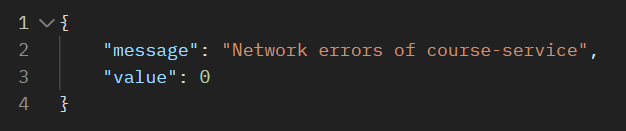 1 {
2 "message": "Network errors of course-service",
3 "value": 0
4 }